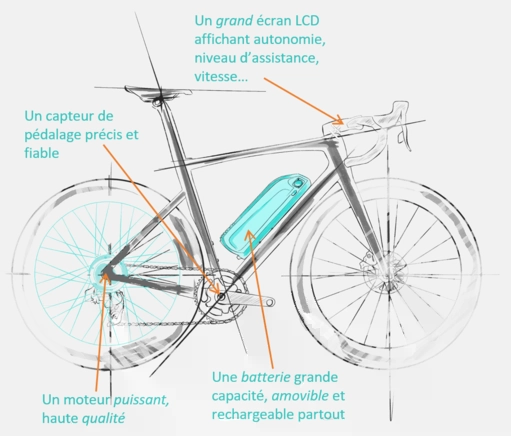 Un grand écran LCD
affichant autonomie,
niveau d’assistance,
vitesse…
Un capteur de
pédalage précis et
fiable
Une batterie grande
capacité, amovible et
rechargeable partout
Un moteur puissant,
haute qualité